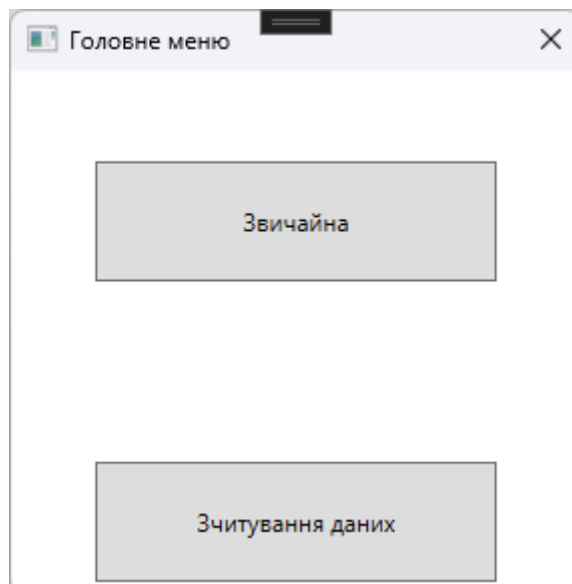 Головне меню
Звичайна
Зчитування даних